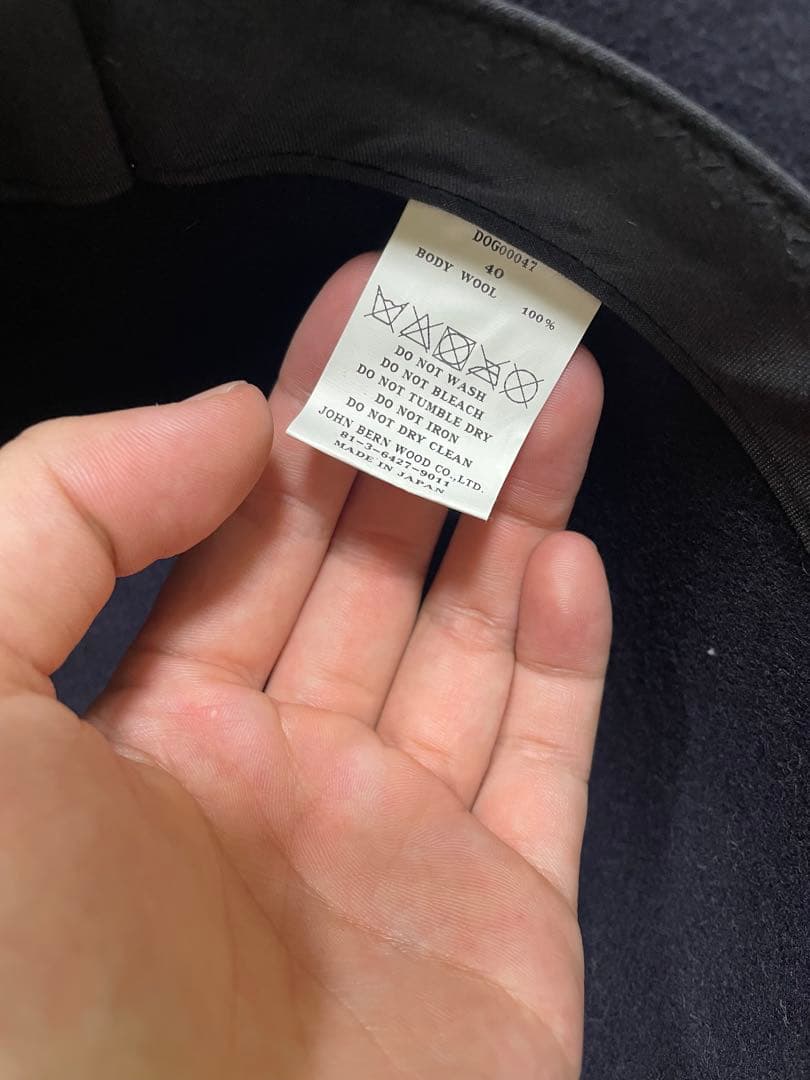 DOG00047
40
BODY WOOL 100%
DO NOT WASH
DO NOT BLEACH
DO NOT TUMBLE DRY
DO NOT IRON
DO NOT DRY CLEAN
JOHN BERN WOOD CO.,LTD.
81-3-6427-9011
MADE IN JAPAN